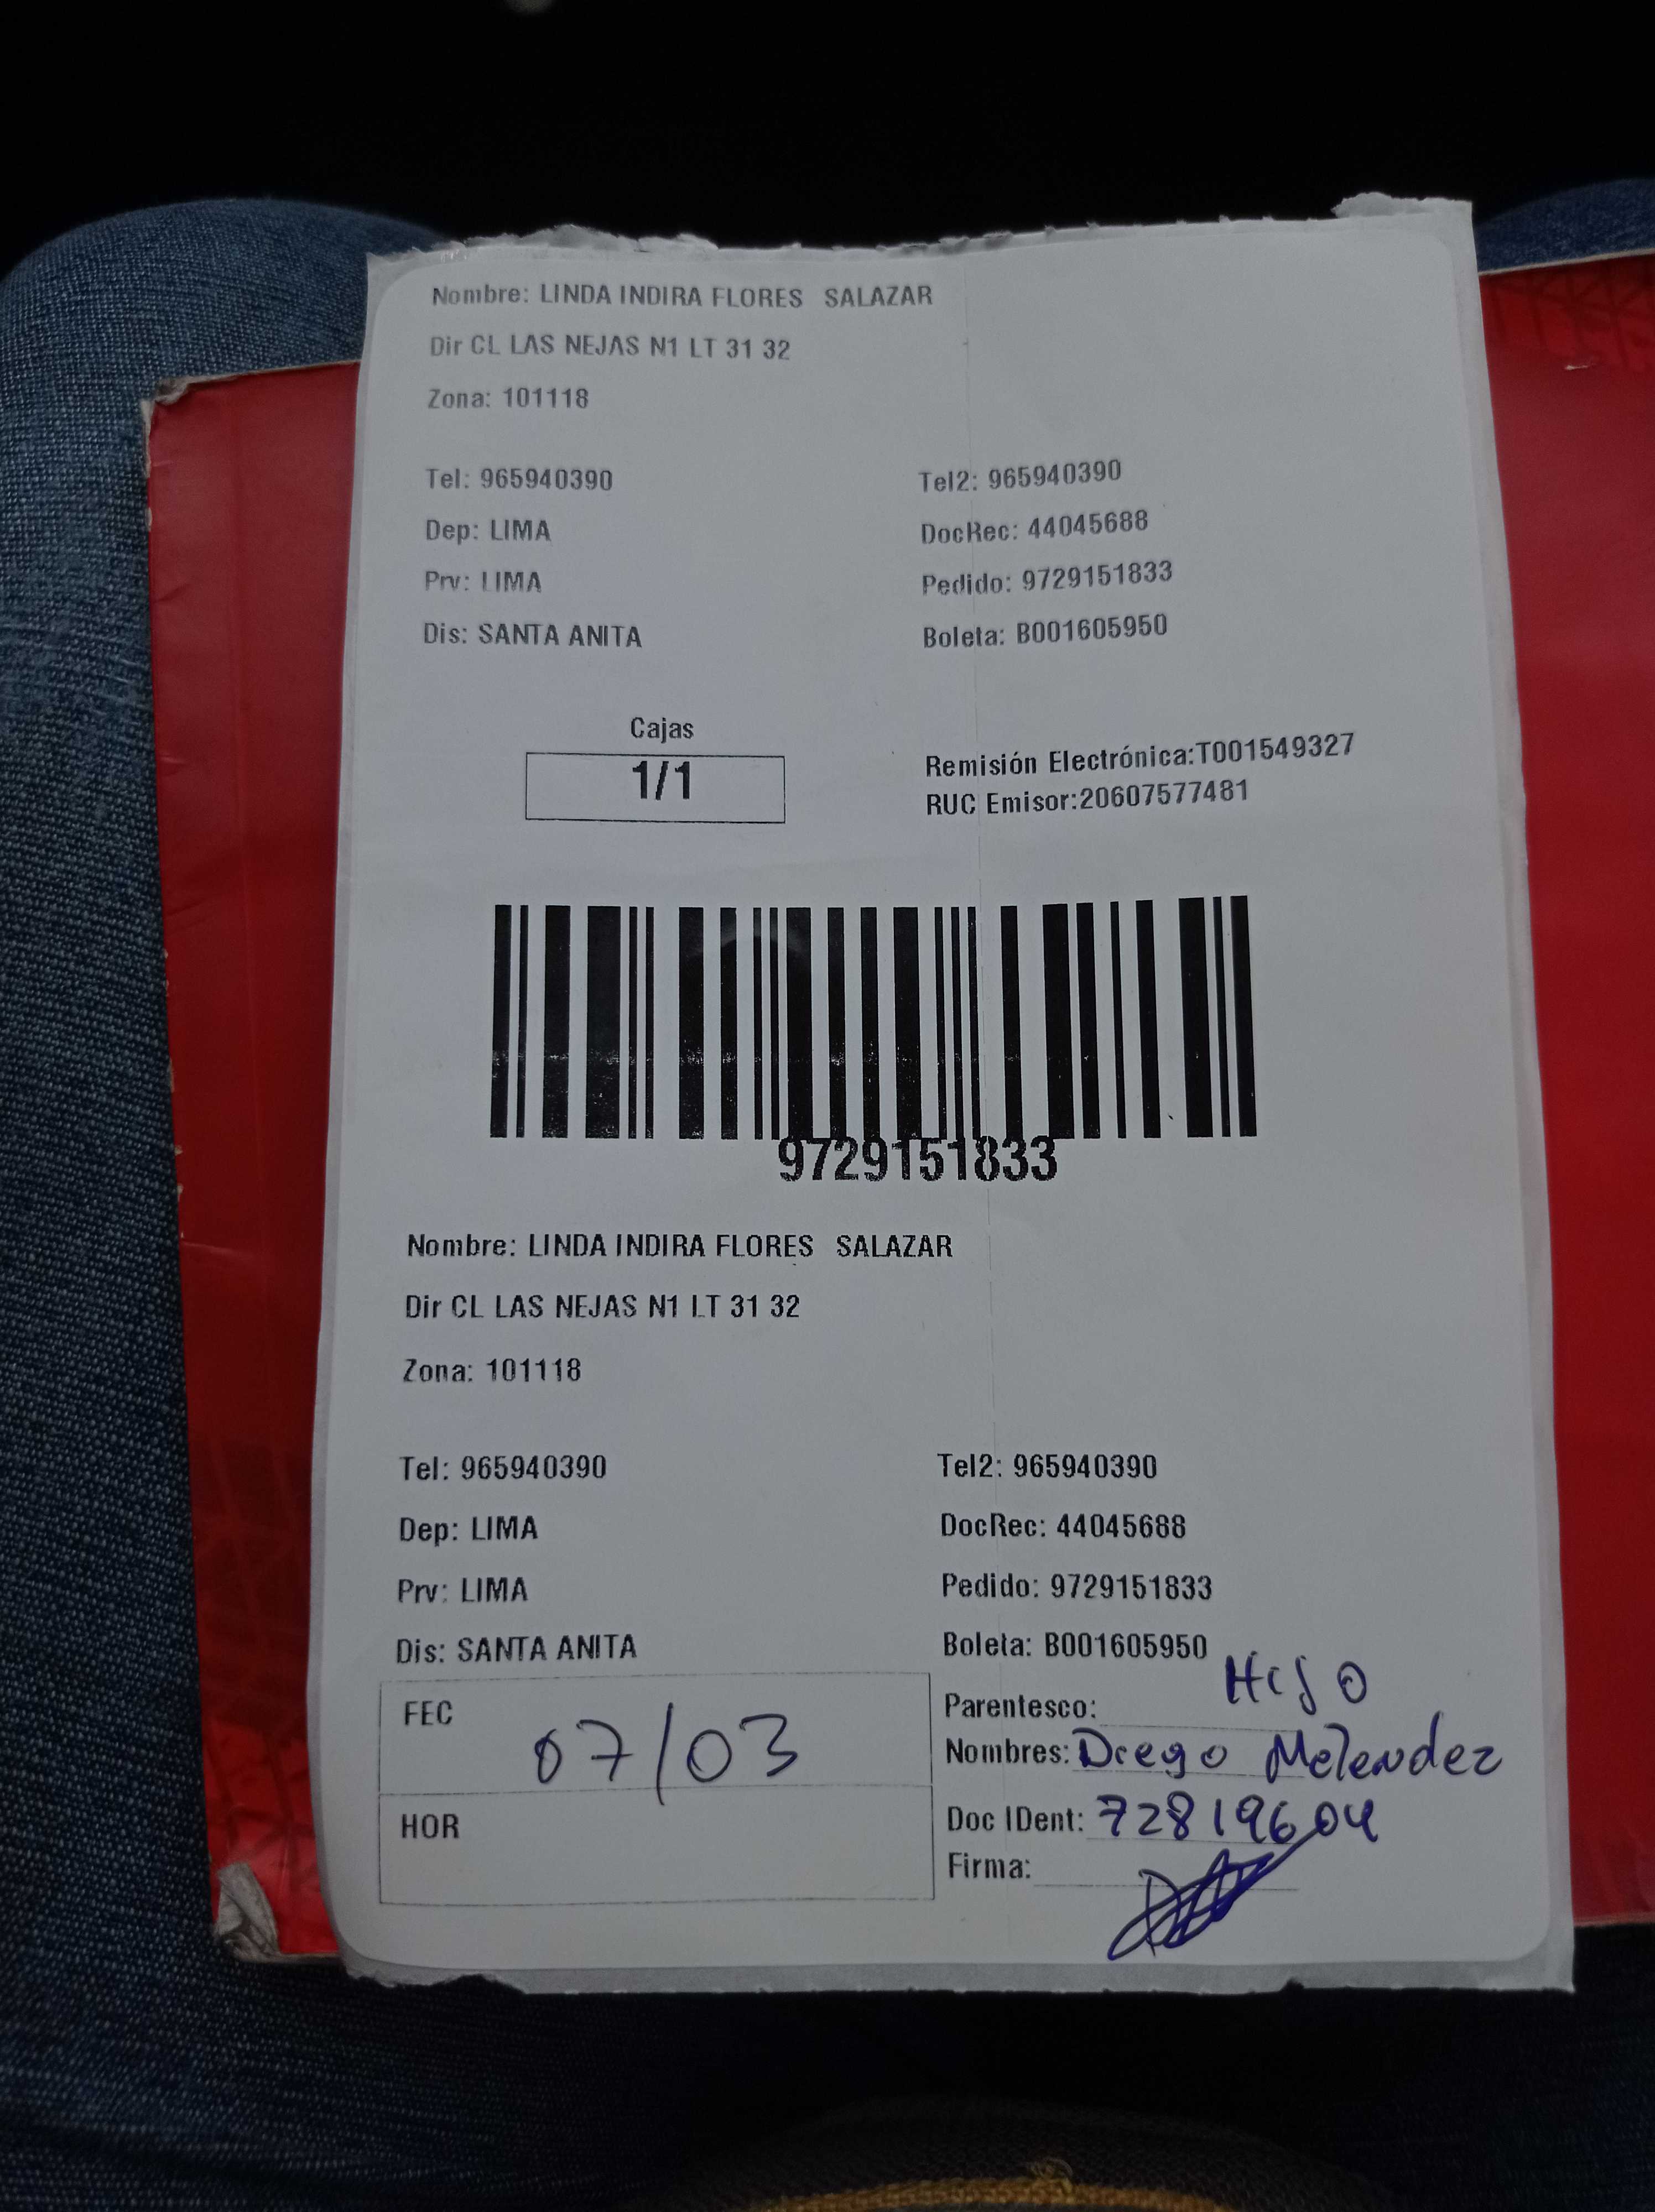 Nombre: LINDA INDIRA FLORES SALAZAR
Dir CL LAS NEJAS N1 LT 31 32
Zona: 101118
Tel: 965940390 Tel2: 965940390
Dep: LIMA DocRec: 44045688
Prv: LIMA Pedido: 9729151833
Dis: SANTA ANITA Boleta: B001605950
Cajas
1/1
Remisión Electrónica:T001549327
RUC Emisor:20607577481
9729151833
Nombre: LINDA INDIRA FLORES SALAZAR
Dir CL LAS NEJAS N1 LT 31 32
Zona: 101118
Tel: 965940390 Tel2: 965940390
Dep: LIMA DocRec: 44045688
Prv: LIMA Pedido: 9729151833
Dis: SANTA ANITA Boleta: B001605950
FEC 07/03
HOR
Parentesco: Hijo
Nombres: Diego Melendez
Doc IDent: 72819604
Firma: